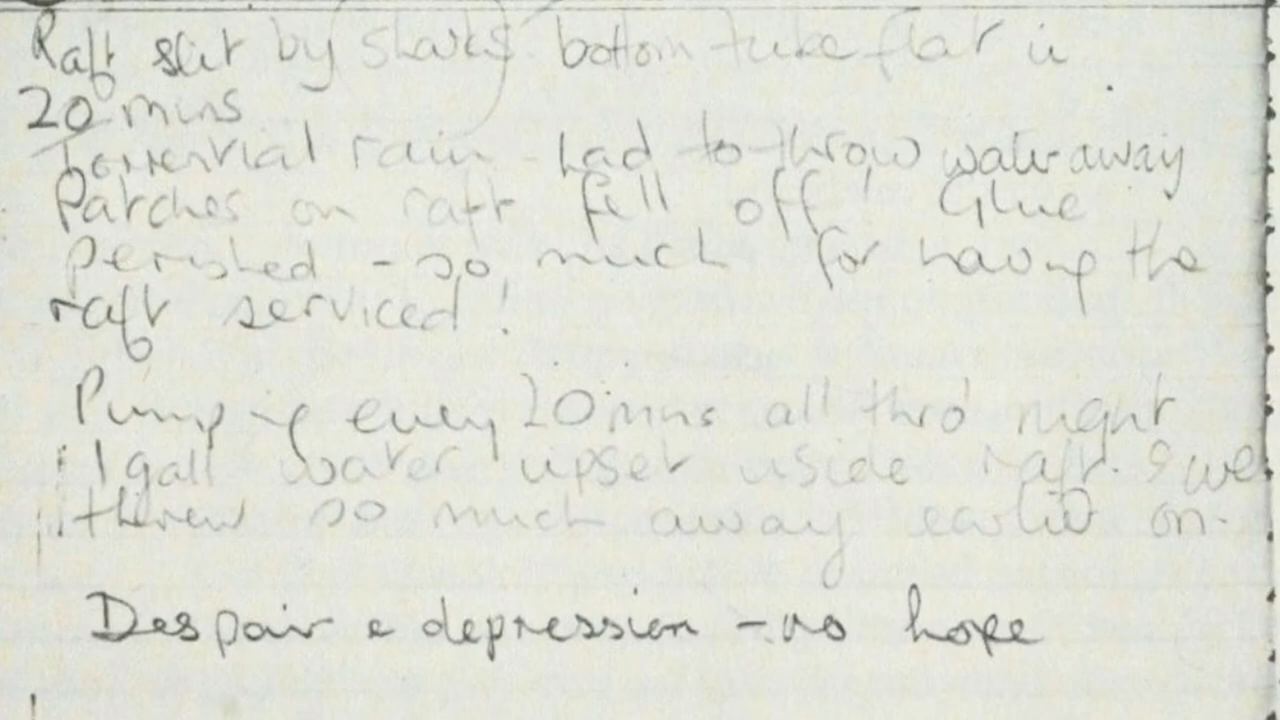 Raft slit by sharks bottom tube flat in
20 mins
Torrential rain - had to throw water away
Patches on raft fell off Glue
perished - so much for having the
raft serviced!
Pumping every 20 mins all thro' night
1 gall water upset inside raft. & we
threw so much away earlier on.
Despair & depression - no hope